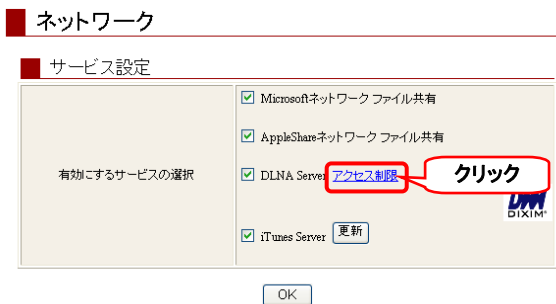 ネットワーク
サービス設定
有効にするサービスの選択
Microsoftネットワーク ファイル共有
AppleShareネットワーク ファイル共有
DLNA Server アクセス制限
クリック
DIXIM
iTunes Server 更新
OK